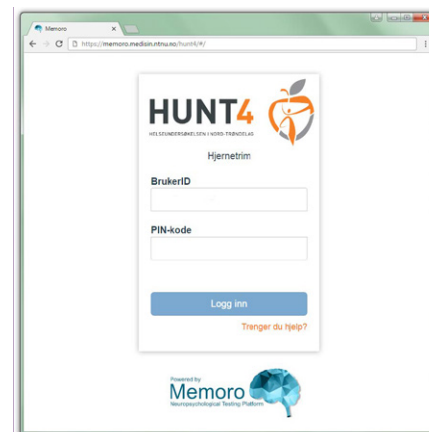 Memoro
https://memoro.medisin.ntnu.no/hunt4/#/
HUNT4
HELSEUNDERSØKELSEN I NORD-TRØNDELAG
Hjernetrim
BrukerID
PIN-kode
Logg inn
Trenger du hjelp?
Powered by
Memoro
Neuropsychological Testing Platform